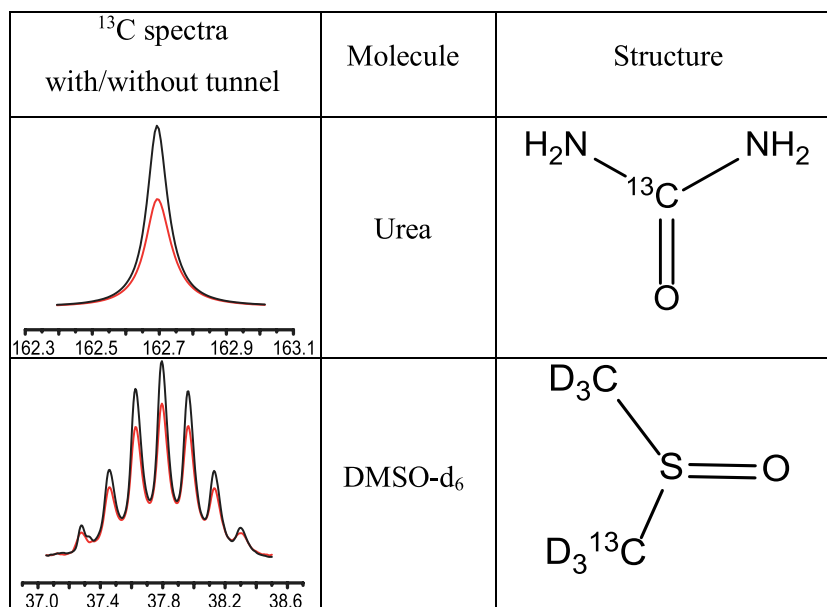 ¹³C spectra
with/without tunnel
Molecule
Structure
162.3 162.5 162.7 162.9 163.1
Urea
H₂N
NH₂
¹³C
O
37.0 37.4 37.8 38.2 38.6
DMSO-d₆
D₃C
S
O
D₃¹³C